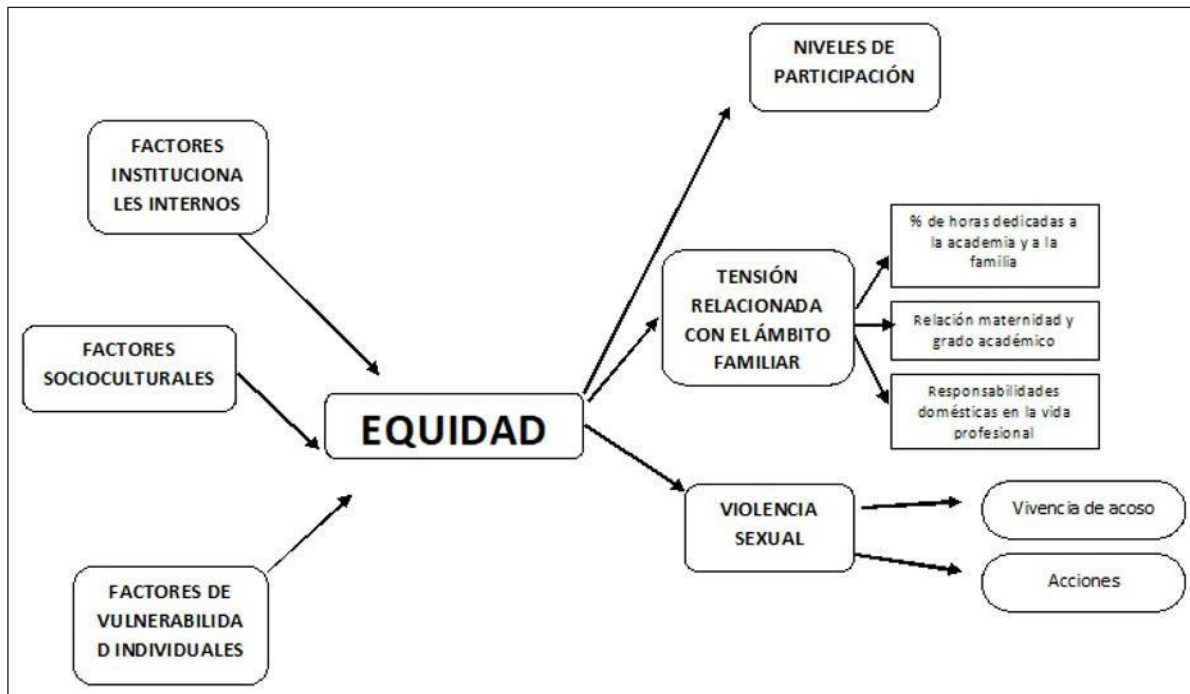 NIVELES DE
PARTICIPACIÓN
FACTORES
INSTITUCIONA
LES INTERNOS
% de horas dedicadas a
la academia y a la
familia
TENSIÓN
RELACIONADA
CON EL ÁMBITO
FAMILIAR
Relación maternidad y
grado académico
FACTORES
SOCIOCULTURALES
Responsabilidades
domésticas en la vida
profesional
EQUIDAD
VIOLENCIA
SEXUAL
Vivencia de acoso
Acciones
FACTORES DE
VULNERABILIDA
D INDIVIDUALES